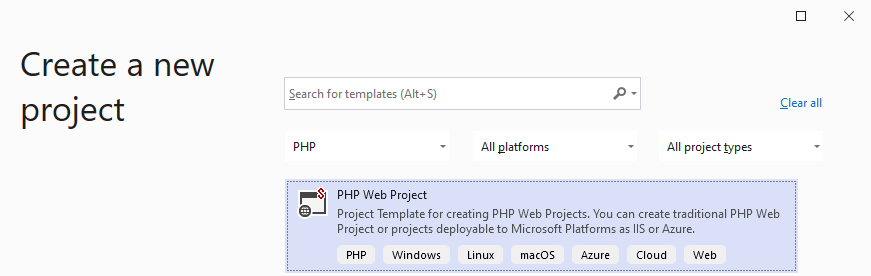 Create a new
project
Search for templates (Alt+S)
Clear all
PHP
All platforms
All project types
PHP Web Project
Project Template for creating PHP Web Projects. You can create traditional PHP Web
Project or projects deployable to Microsoft Platforms as IIS or Azure.
PHP Windows Linux macOS Azure Cloud Web